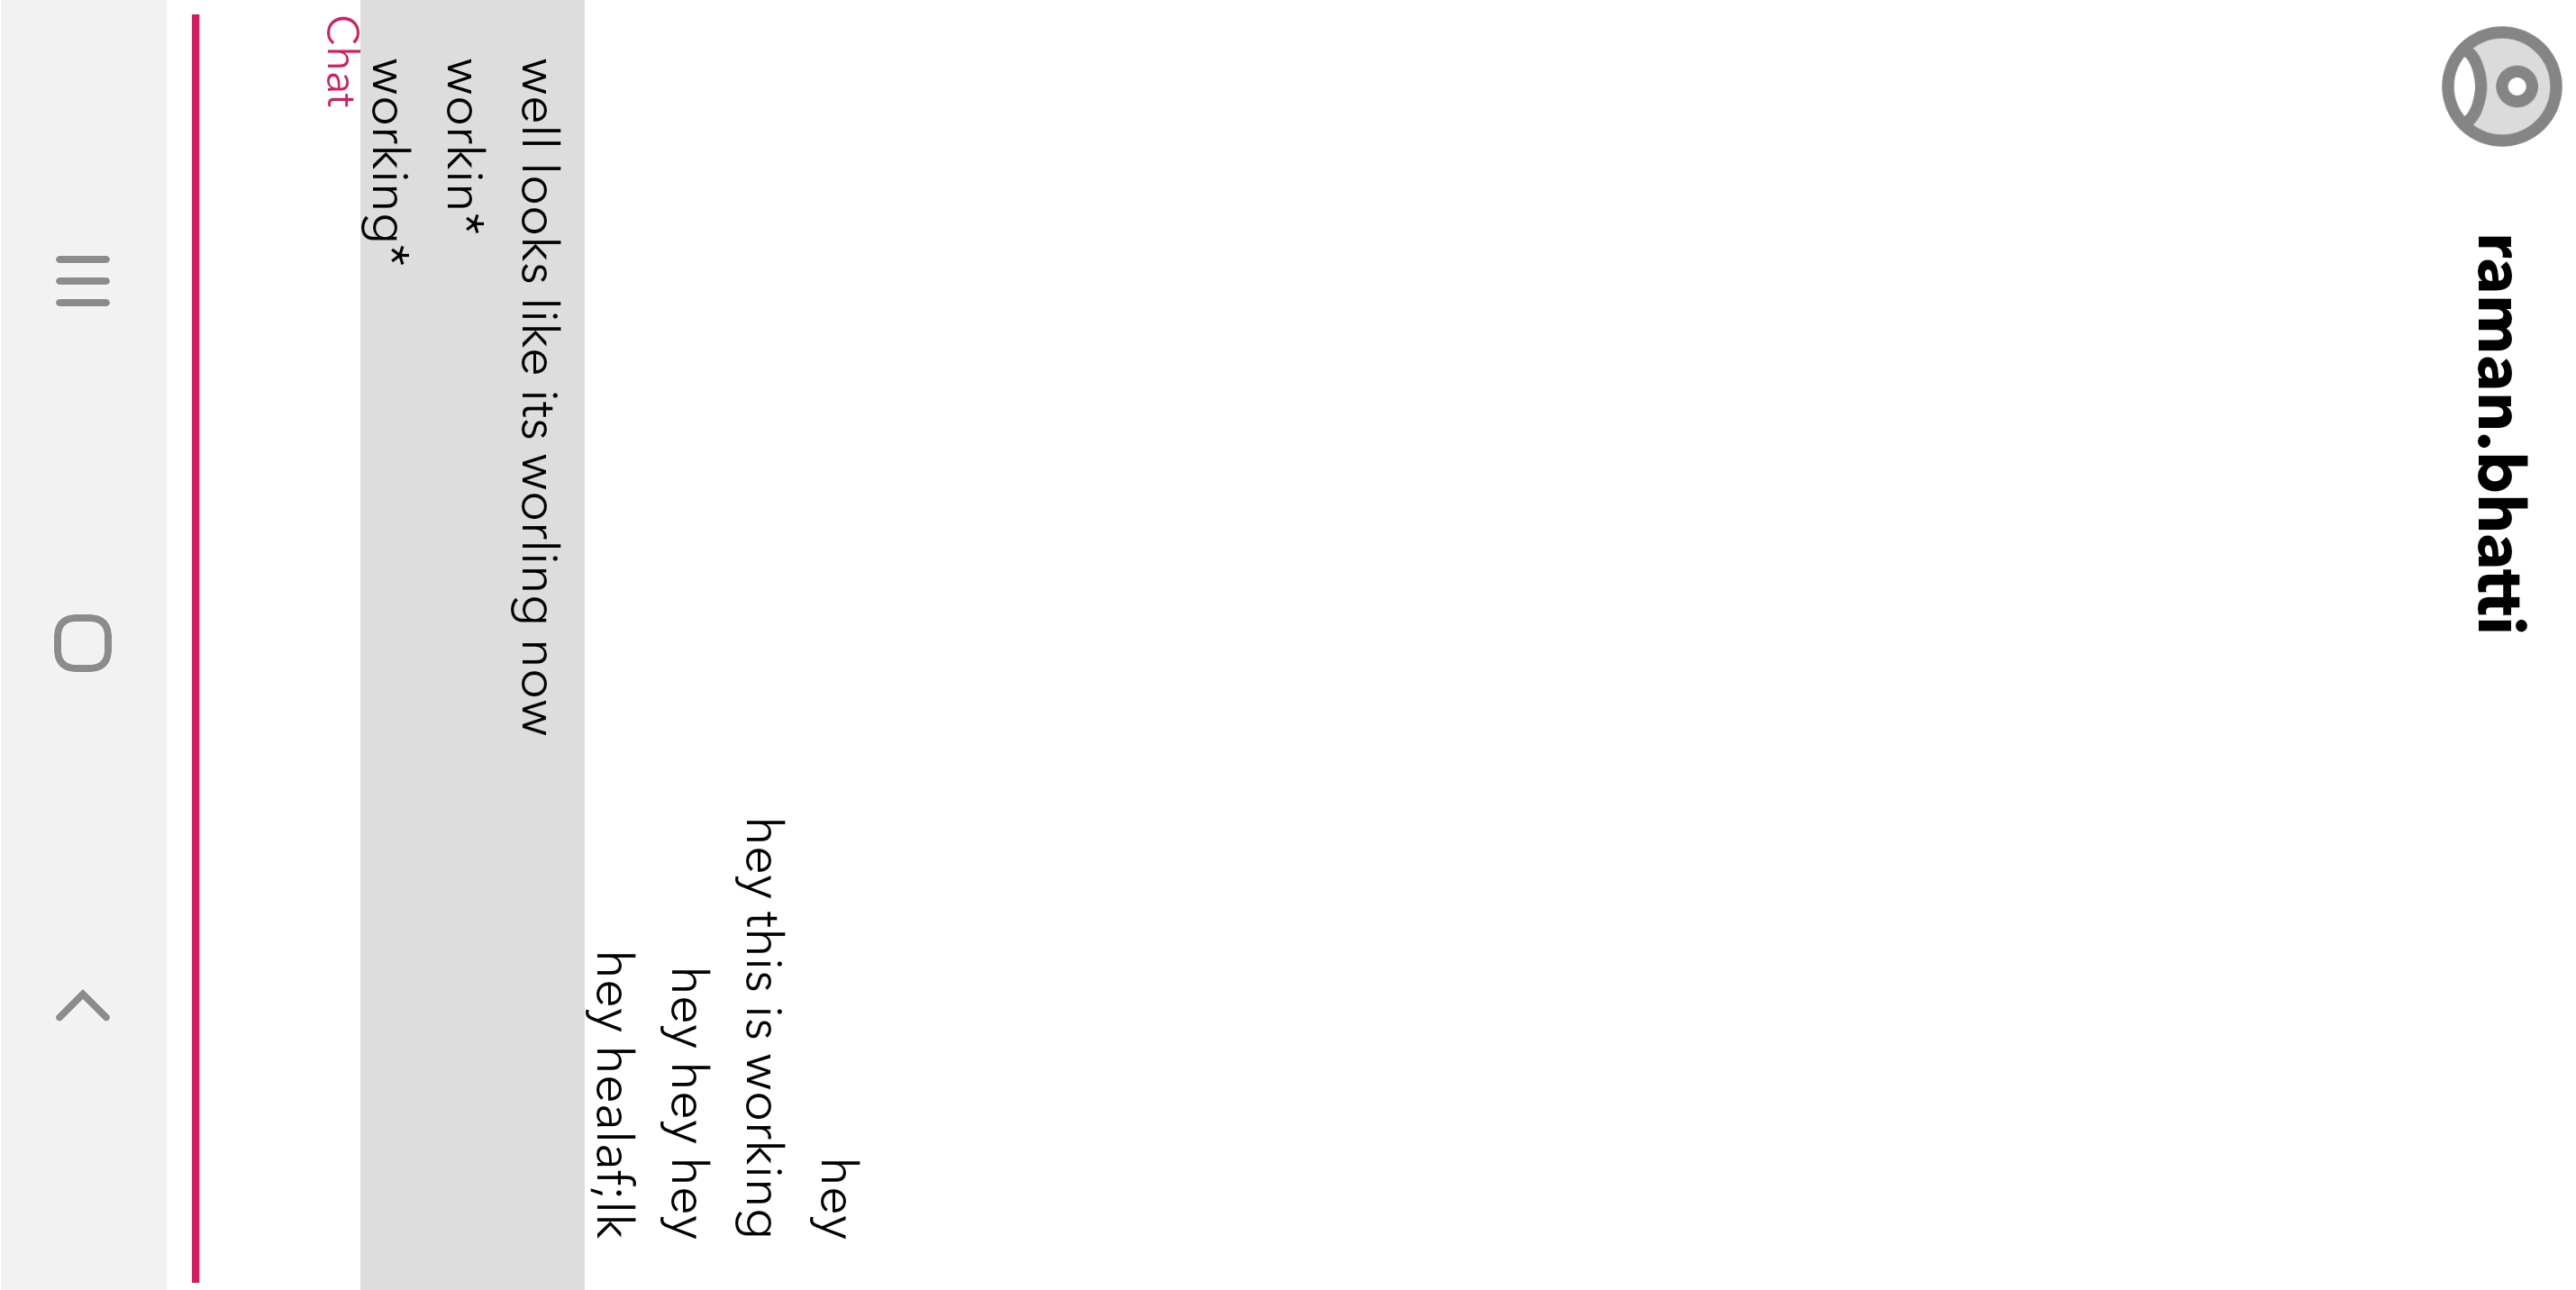 raman.bhatti
hey
hey this is working
hey hey hey
hey healaf;lk
well looks like its worling now
workin*
working*
Chat